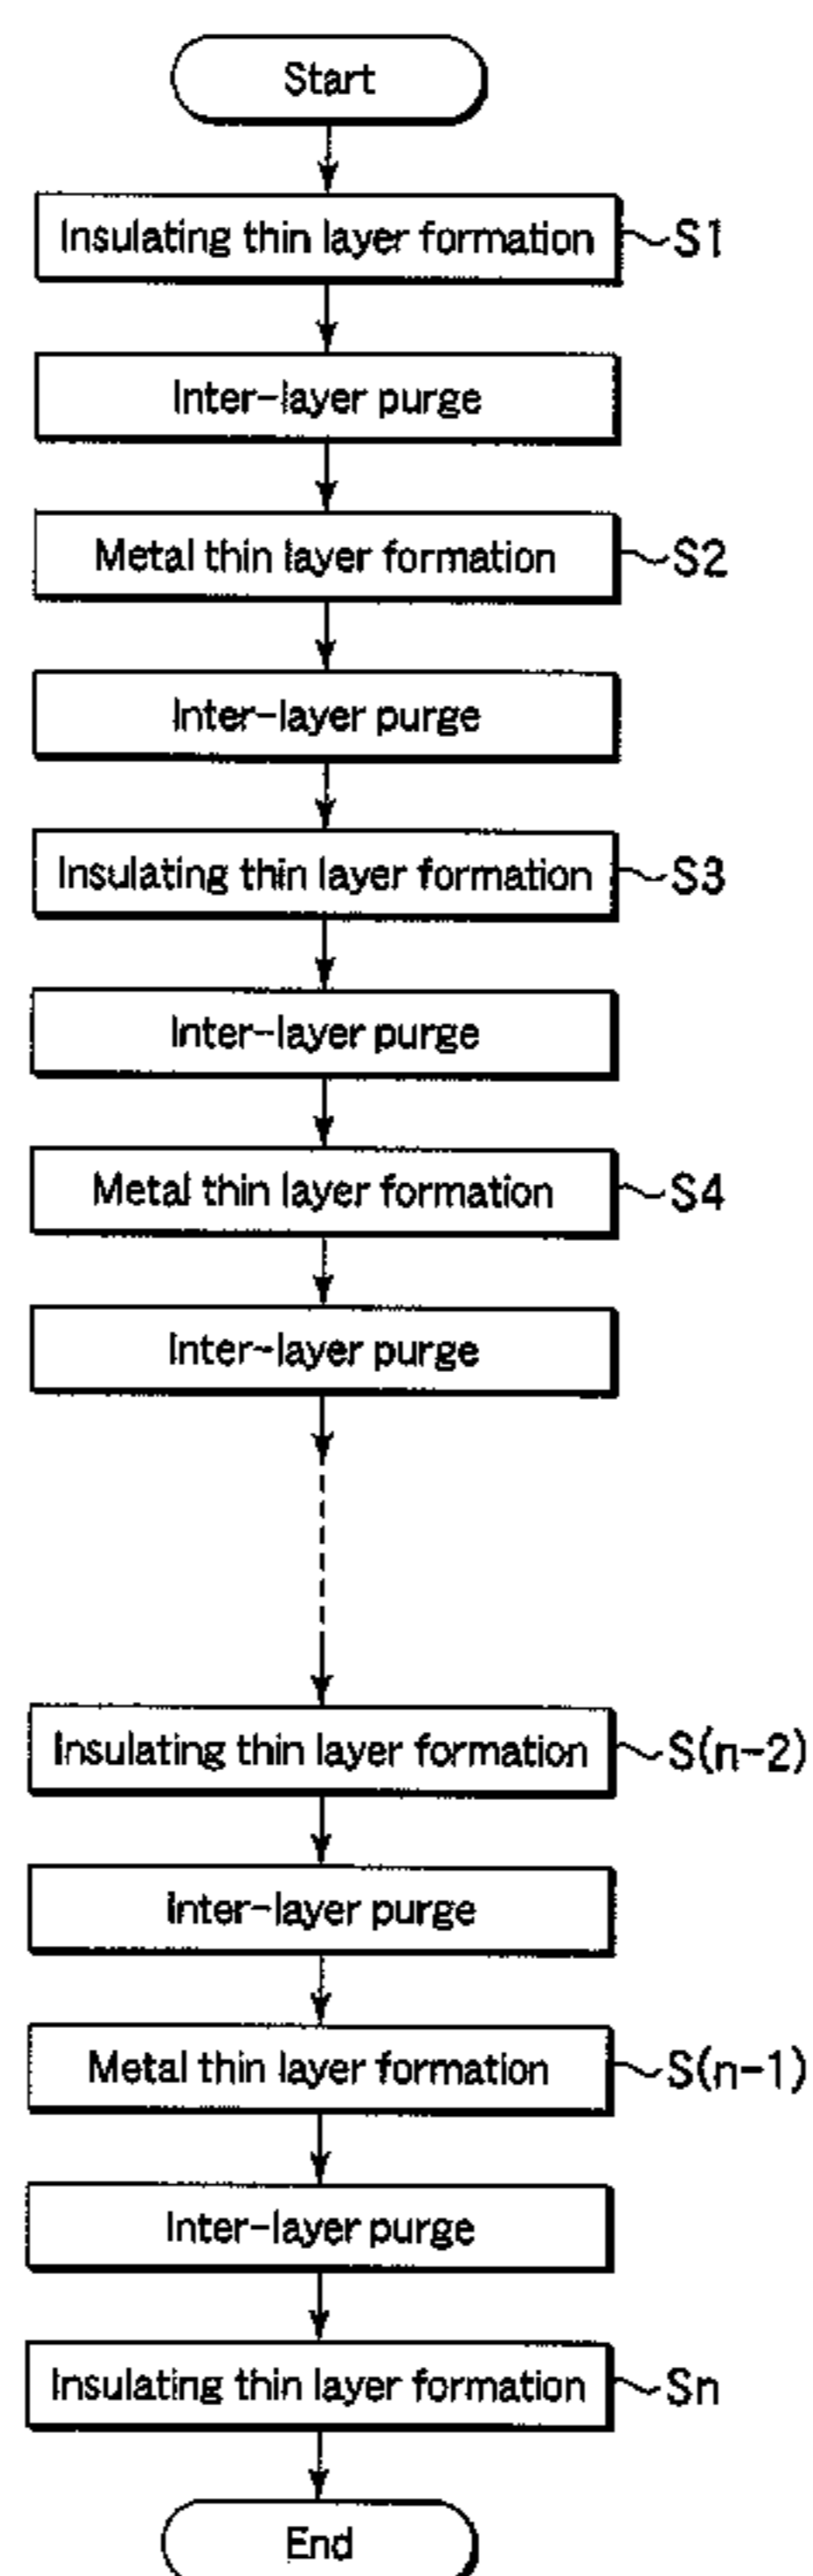 Start
Insulating thin layer formation S1
Inter-layer purge
Metal thin layer formation S2
Inter-layer purge
Insulating thin layer formation S3
Inter-layer purge
Metal thin layer formation S4
Inter-layer purge
Insulating thin layer formation S(n-2)
Inter-layer purge
Metal thin layer formation S(n-1)
Inter-layer purge
Insulating thin layer formation Sn
End